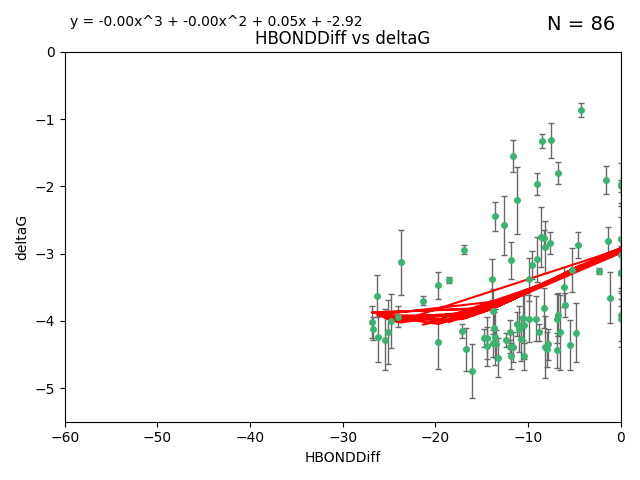 y = -0.00x^3 + -0.00x^2 + 0.05x + -2.92
N = 86
HBONDDiff vs deltaG
0
−1
−2
−3
−4
−5
deltaG
−60 −50 −40 −30 −20 −10 0
HBONDDiff